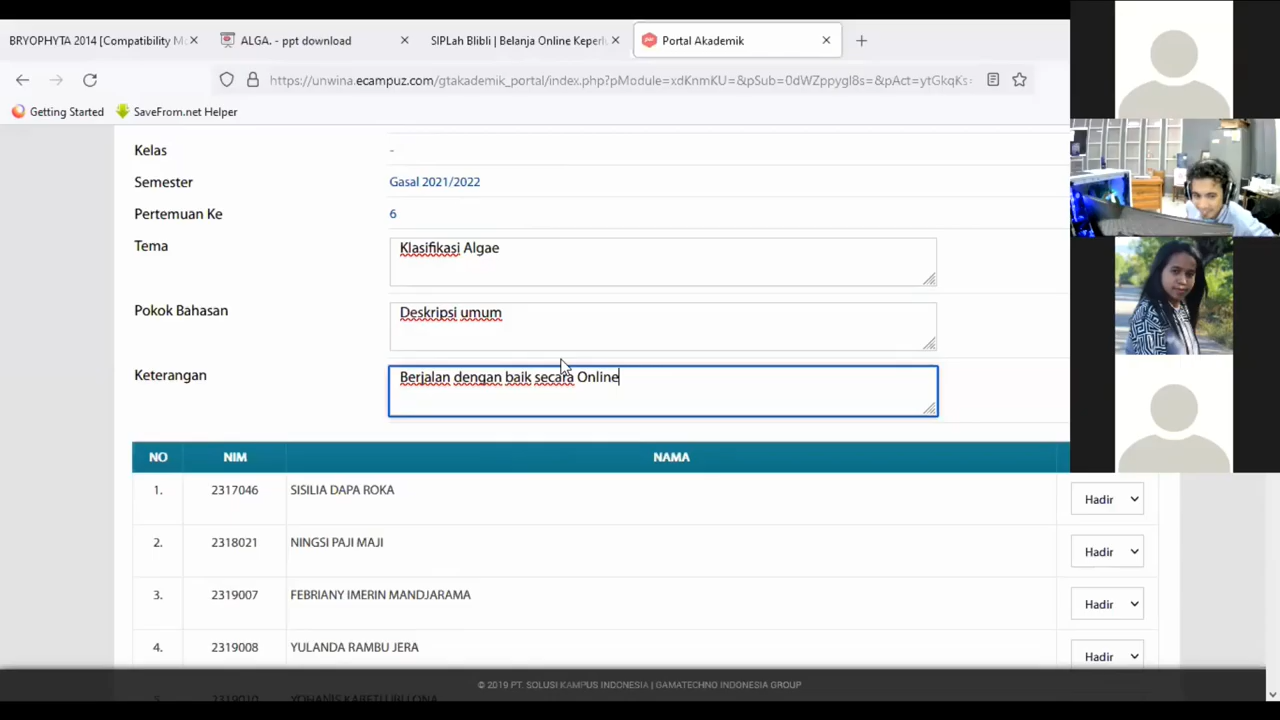 BRYOPHYTA 2014 [Compatibility Mo
ALGA. - ppt download
SIPLah Blibli | Belanja Online Keperlu
Portal Akademik
https://unwina.ecampuz.com/gtakademik_portal/index.php?pModule=xdKnmKU=&pSub=0dWZppygl8s=&pAct=ytGkqKs=
Getting Started
SaveFrom.net Helper
Kelas -
Semester Gasal 2021/2022
Pertemuan Ke 6
Tema Klasifikasi Algae
Pokok Bahasan Deskripsi umum
Keterangan Berjalan dengan baik secara Online
NO NIM NAMA
1. 2317046 SISILIA DAPA ROKA Hadir
2. 2318021 NINGSI PAJI MAJI Hadir
3. 2319007 FEBRIANY IMERIN MANDJARAMA Hadir
4. 2319008 YULANDA RAMBU JERA Hadir
© 2019 PT. SOLUSI KAMPUS INDONESIA | GAMATECHNO INDONESIA GROUP